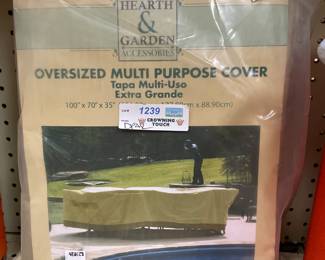 HEARTH
&
GARDEN
ACCESSORIES
OVERSIZED MULTI PURPOSE COVER
Tapa Multi-Uso
Extra Grande
100" x 70" x 35"
1239
CROWNING
TOUCH